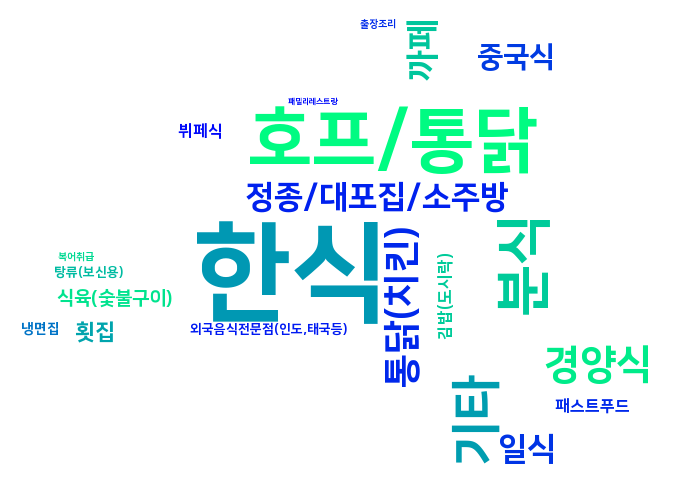 출장조리
까페
중국식
패밀리레스토랑
뷔페식
호프/통닭
정종/대포집/소주방
한식
통닭(치킨)
분식
복어취급
탕류(보신용)
김밥(도시락)
식육(숯불구이)
냉면집
횟집
외국음식전문점(인도,태국등)
경양식
기타
패스트푸드
일식